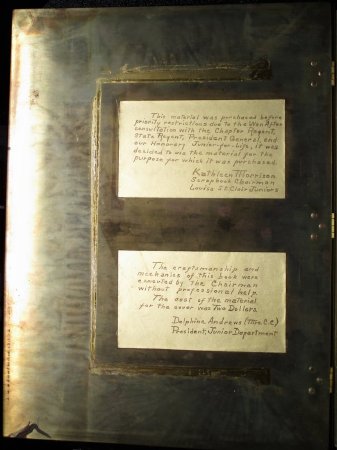 This material was purchased before
priority restrictions due to the War. After
consultation with the Chapter Regent,
State Regent, President General and
our Honorary Junior-for-life, it was
decided to use the material for the
purpose for which it was purchased.
Kathleen Morrison
Scrapbook Chairman
Louisa St. Clair Juniors
The craftsmanship and
mechanics of this book were
executed by the Chairman
without professional help.
The cost of the material
for the cover was Two Dollars.
Delphine Andrews (Mrs. C.C.)
President, Junior Department